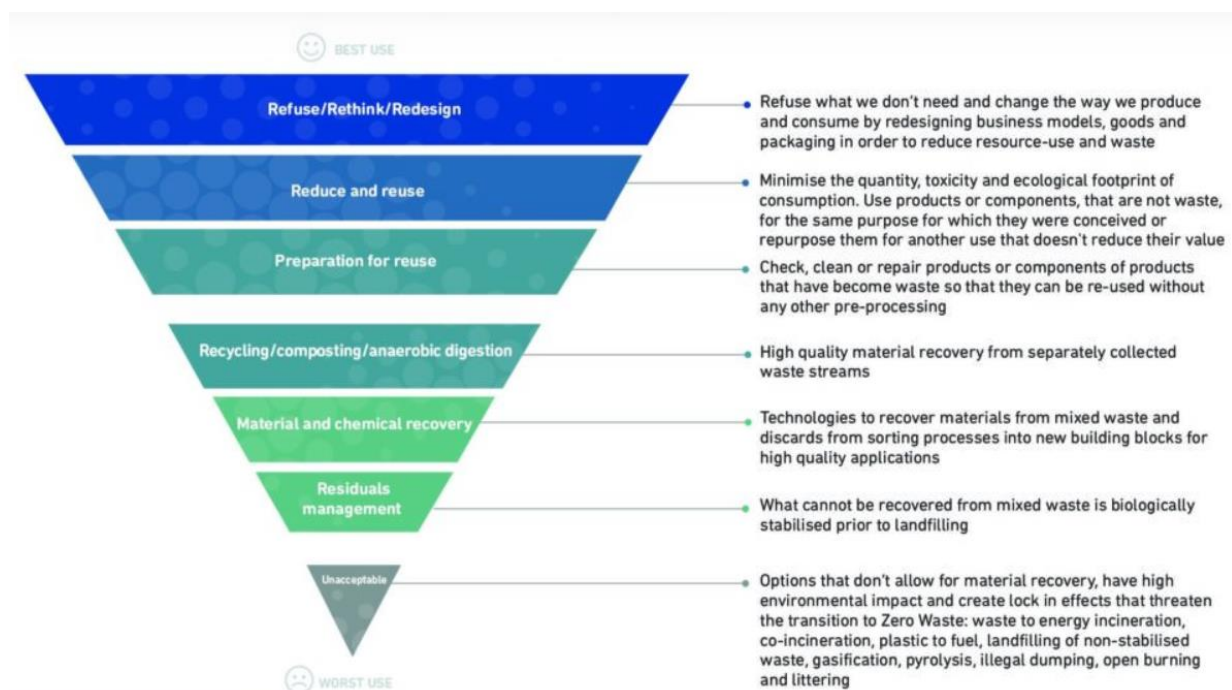 BEST USE
Refuse/Rethink/Redesign
Refuse what we don't need and change the way we produce
and consume by redesigning business models, goods and
packaging in order to reduce resource-use and waste
Reduce and reuse
Minimise the quantity, toxicity and ecological footprint of
consumption. Use products or components, that are not waste,
for the same purpose for which they were conceived or
repurpose them for another use that doesn't reduce their value
Preparation for reuse
Check, clean or repair products or components of products
that have become waste so that they can be re-used without
any other pre-processing
Recycling/composting/anaerobic digestion
High quality material recovery from separately collected
waste streams
Material and chemical recovery
Technologies to recover materials from mixed waste and
discards from sorting processes into new building blocks for
high quality applications
Residuals
management
What cannot be recovered from mixed waste is biologically
stabilised prior to landfilling
Unacceptable
Options that don't allow for material recovery, have high
environmental impact and create lock in effects that threaten
the transition to Zero Waste: waste to energy incineration,
co-incineration, plastic to fuel, landfilling of non-stabilised
waste, gasification, pyrolysis, illegal dumping, open burning
and littering
WORST USE